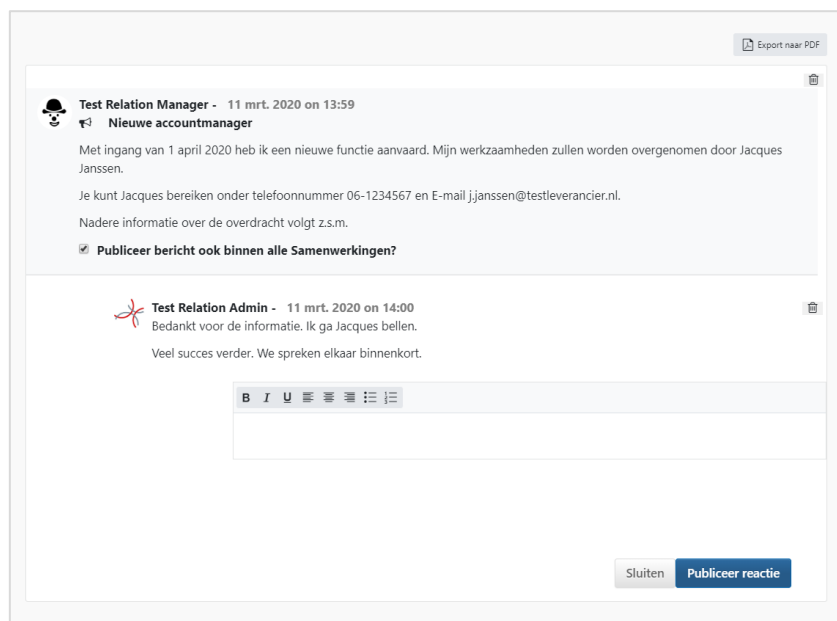 Export naar PDF
Test Relation Manager - 11 mrt. 2020 on 13:59
Nieuwe accountmanager
Met ingang van 1 april 2020 heb ik een nieuwe functie aanvaard. Mijn werkzaamheden zullen worden overgenomen door Jacques
Janssen.
Je kunt Jacques bereiken onder telefoonnummer 06-1234567 en E-mail j.janssen@testleverancier.nl.
Nadere informatie over de overdracht volgt z.s.m.
Publiceer bericht ook binnen alle Samenwerkingen?
Test Relation Admin - 11 mrt. 2020 on 14:00
Bedankt voor de informatie. Ik ga Jacques bellen.
Veel succes verder. We spreken elkaar binnenkort.
B I U
Sluiten Publiceer reactie